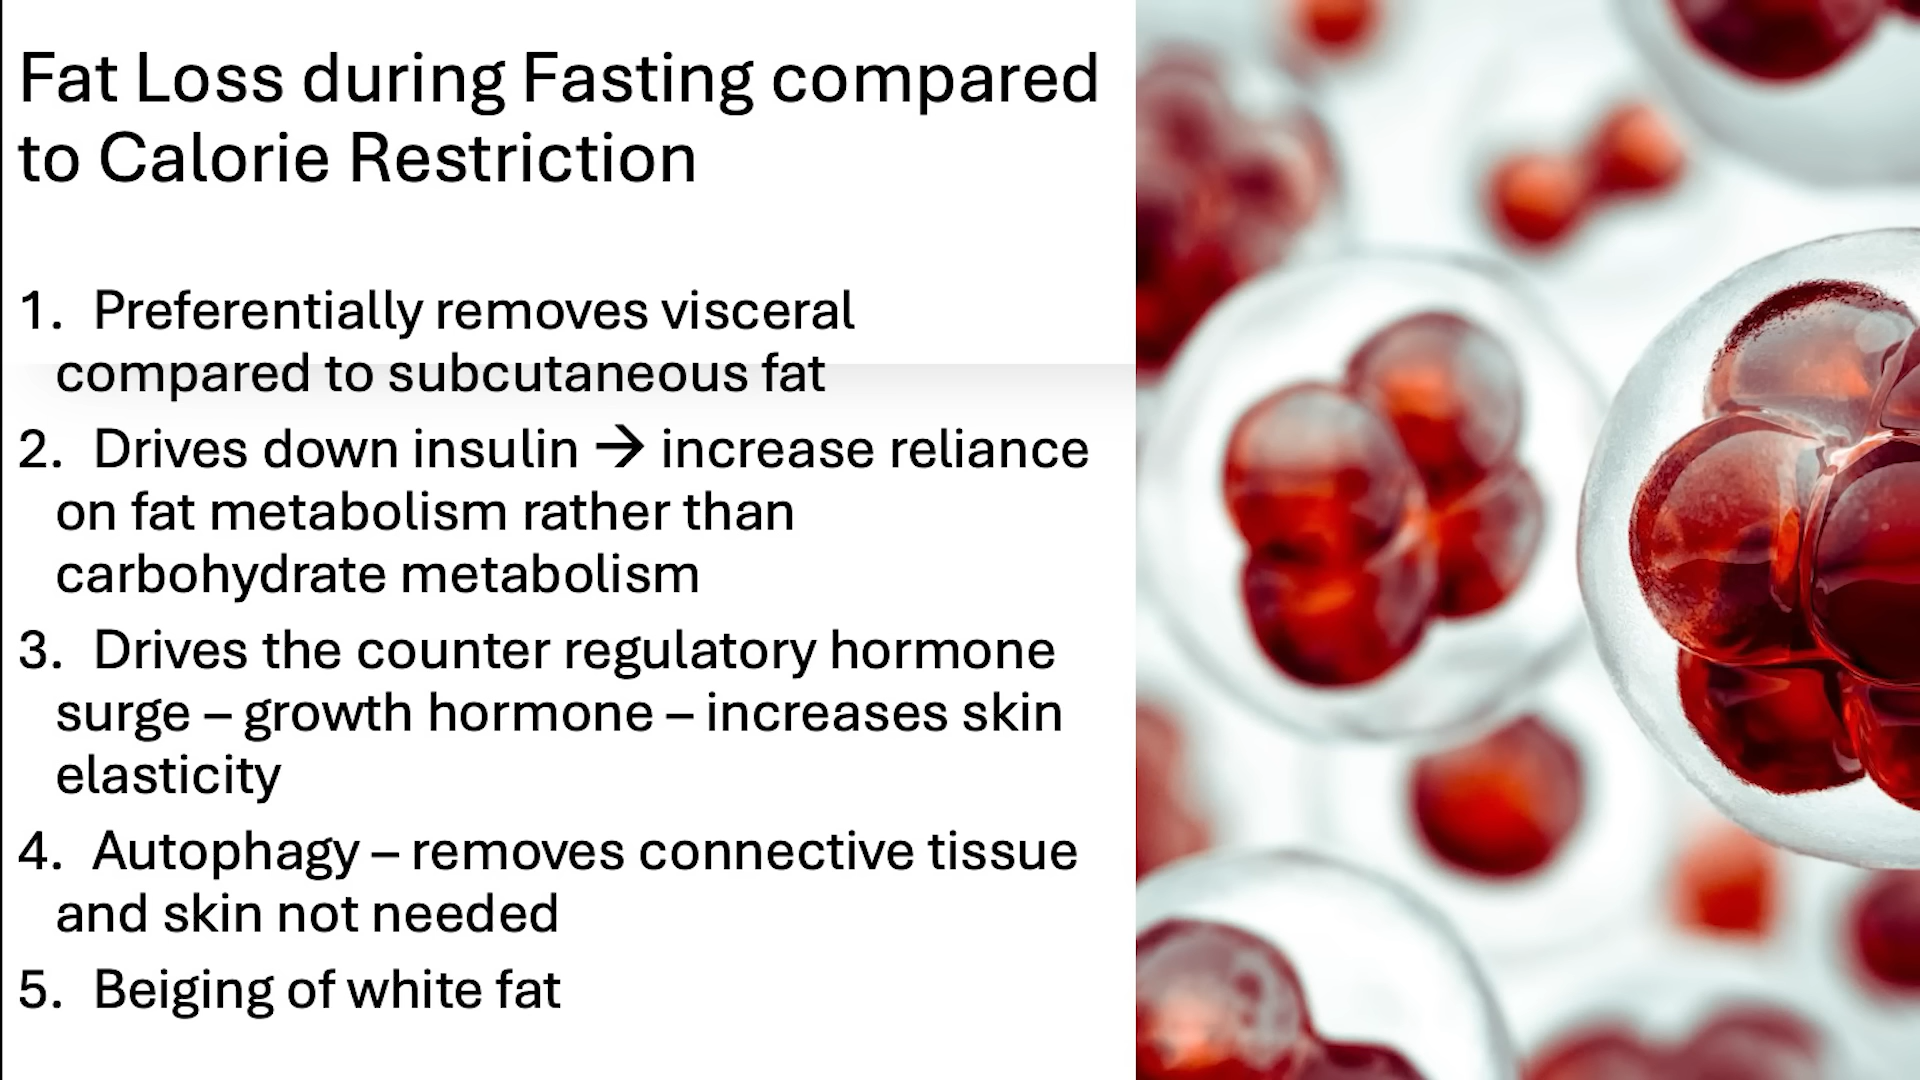 Fat Loss during Fasting compared
to Calorie Restriction
1. Preferentially removes visceral
compared to subcutaneous fat
2. Drives down insulin → increase reliance
on fat metabolism rather than
carbohydrate metabolism
3. Drives the counter regulatory hormone
surge – growth hormone – increases skin
elasticity
4. Autophagy – removes connective tissue
and skin not needed
5. Beiging of white fat